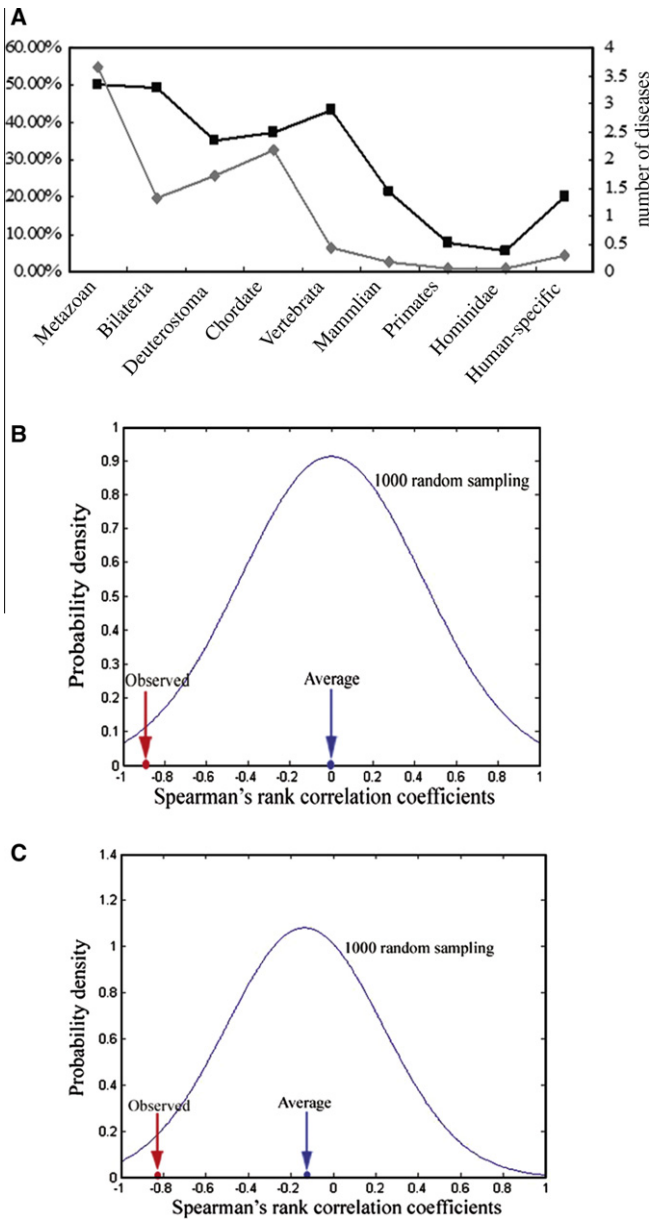 A
60.00%
50.00%
40.00%
30.00%
20.00%
10.00%
0.00%
4
3.5
3
2.5
2
1.5
1
0.5
0
number of diseases
Metazoan
Bilateria
Deuterostoma
Chordate
Vertebrata
Mammlian
Primates
Hominidae
Human-specific
B
1
0.9
0.8
0.7
0.6
0.5
0.4
0.3
0.2
0.1
0
Probability density
1000 random sampling
Observed
Average
-1 -0.8 -0.6 -0.4 -0.2 0 0.2 0.4 0.6 0.8 1
Spearman's rank correlation coefficients
C
1.4
1.2
1
0.8
0.6
0.4
0.2
0
Probability density
1000 random sampling
Observed
Average
-1 -0.8 -0.6 -0.4 -0.2 0 0.2 0.4 0.6 0.8 1
Spearman's rank correlation coefficients